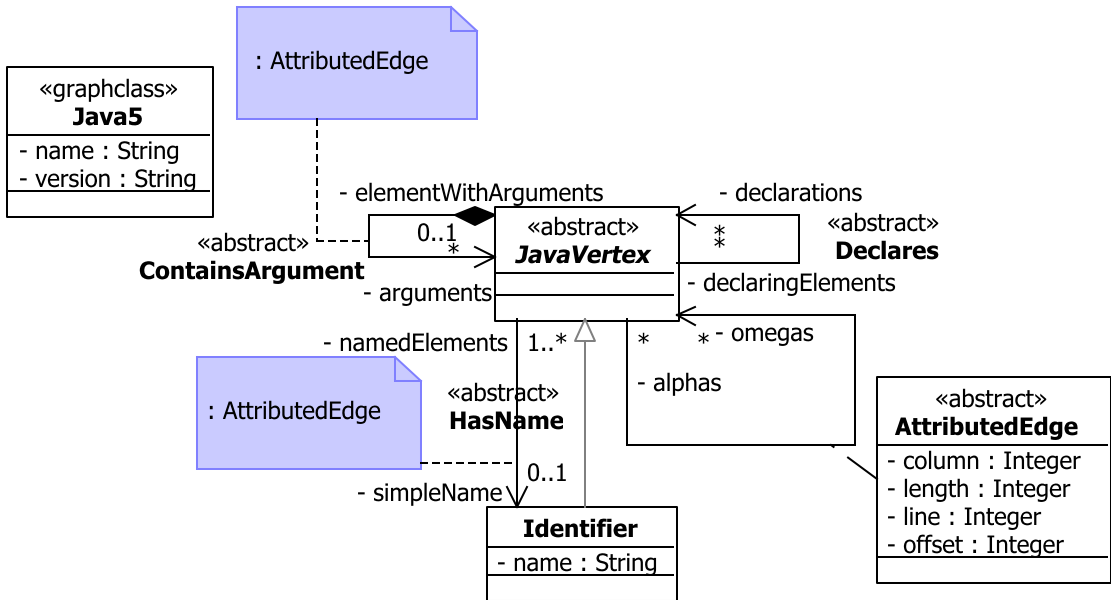 : AttributedEdge
«graphclass»
Java5
- name : String
- version : String
- elementWithArguments
0..1
*
«abstract»
ContainsArgument
- arguments
«abstract»
JavaVertex
- declarations
*
*
«abstract»
Declares
- declaringElements
- namedElements
1..*
*
* - omegas
- alphas
: AttributedEdge
«abstract»
HasName
0..1
- simpleName
Identifier
- name : String
«abstract»
AttributedEdge
- column : Integer
- length : Integer
- line : Integer
- offset : Integer